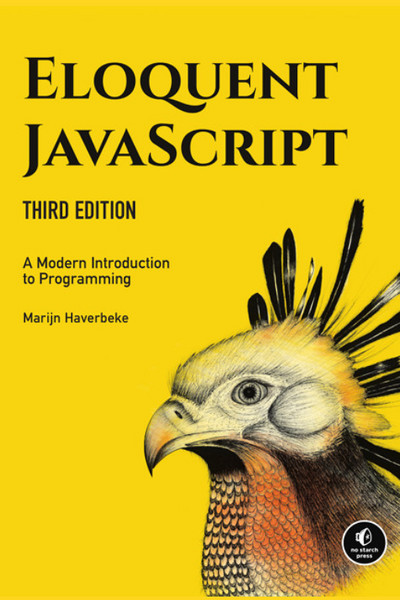 ELOQUENT
JAVASCRIPT
THIRD EDITION
A Modern Introduction
to Programming
Marijn Haverbeke
no starch
press